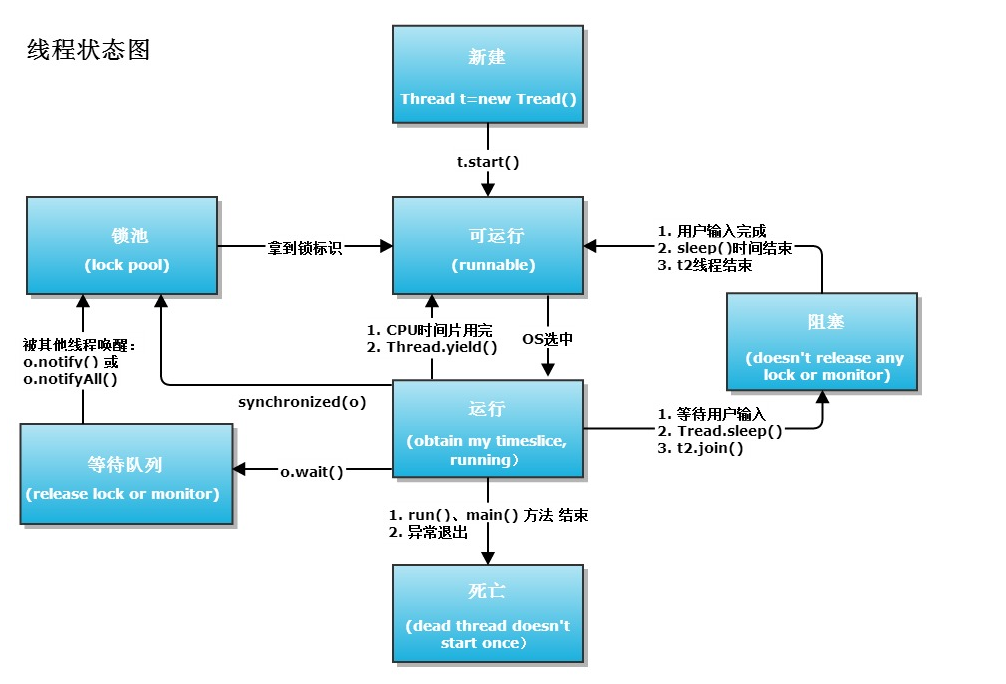 线程状态图
新建
Thread t=new Tread()
t.start()
锁池
(lock pool)
拿到锁标识
可运行
(runnable)
1. 用户输入完成
2. sleep()时间结束
3. t2线程结束
阻塞
(doesn't release any
lock or monitor)
被其他线程唤醒：
o.notify() 或
o.notifyAll()
1. CPU时间片用完
2. Thread.yield()
OS选中
synchronized(o)
运行
(obtain my timeslice,
running）
1. 等待用户输入
2. Tread.sleep()
3. t2.join()
等待队列
(release lock or monitor)
o.wait()
1. run()、main() 方法 结束
2. 异常退出
死亡
(dead thread doesn't
start once）